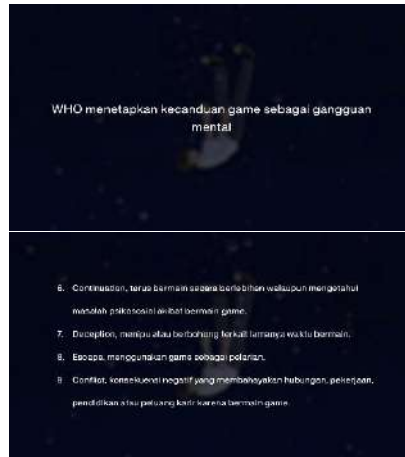 WHO menetapkan kecanduan game sebagai gangguan
mental
6. Continuation, terus bermain secara berlebihan walaupun mengetahui
masalah psikososial akibat bermain game.
7. Deception, menipu atau berbohong terkait lamanya waktu bermain.
8. Escape, menggunakan game sebagai pelarian.
9 Conflict, konsekuensi negatif yang membahayakan hubungan, pekerjaan,
pendidikan atau peluang karir karena bermain game.